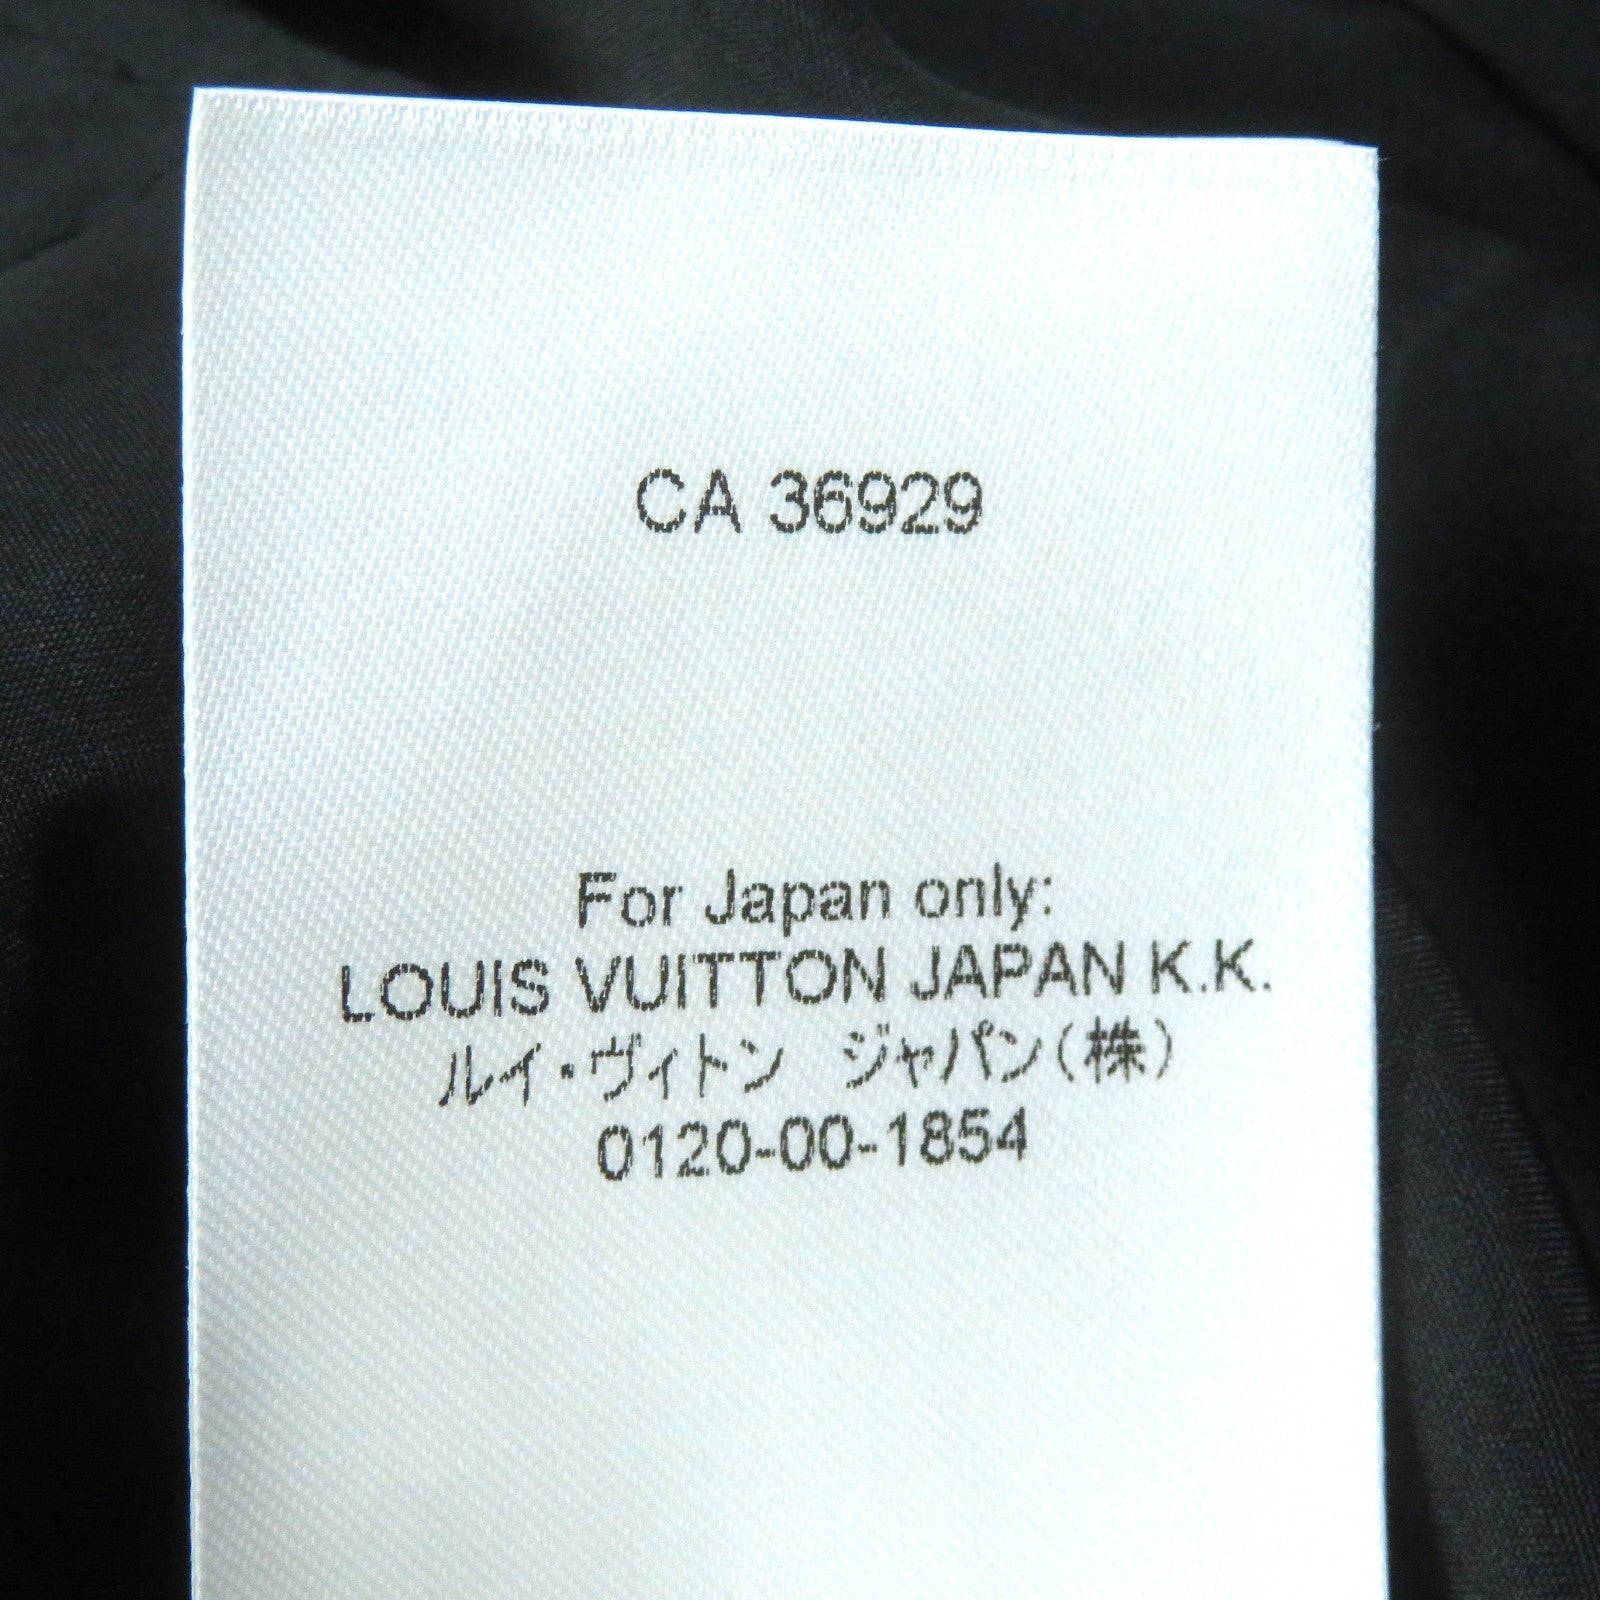 CA 36929
For Japan only:
LOUIS VUITTON JAPAN K.K.
ルイ・ヴィトン ジャパン(株)
0120-00-1854